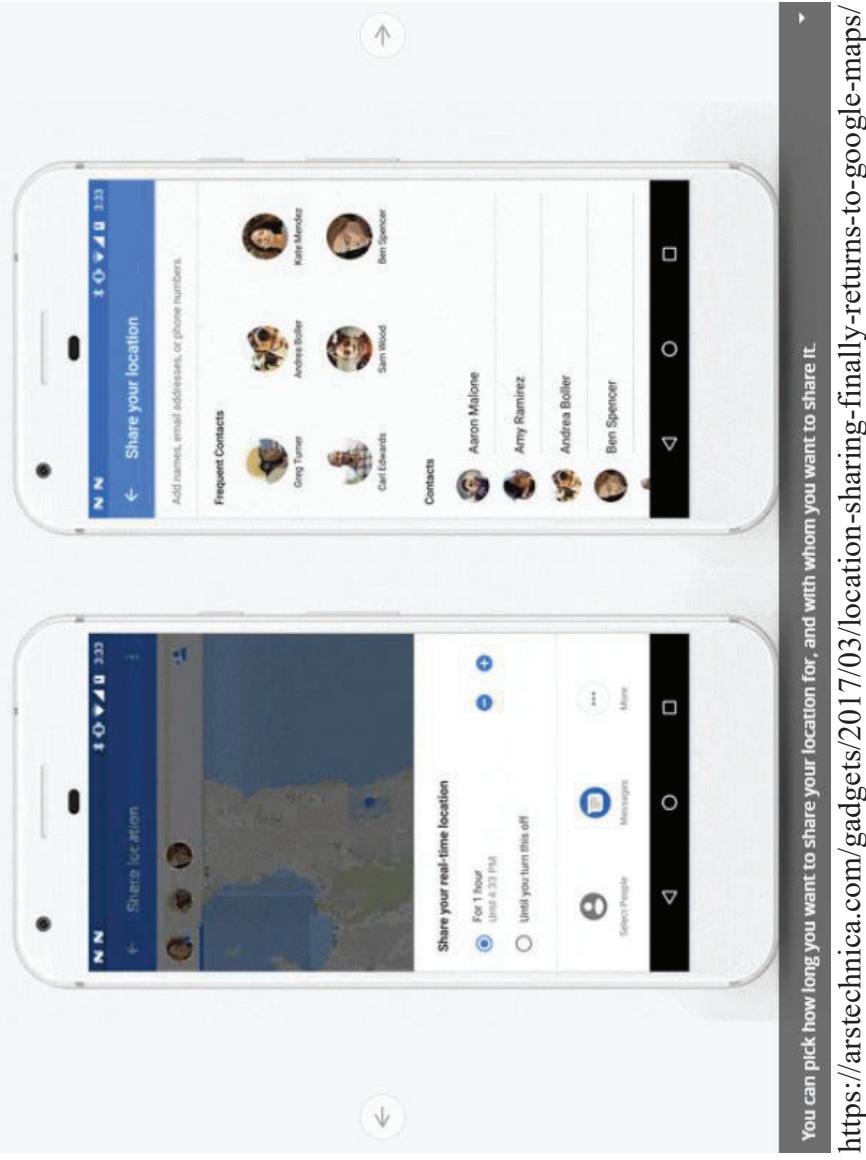 N N 3:33
Share location
Share your real-time location
For 1 hour
Until 4:33 PM
Until you turn this off
Select People
Messages
More
N N 3:33
Share your location
Add names, email addresses, or phone numbers
Frequent Contacts
Greg Turner
Andrea Boller
Kate Mendez
Carl Edwards
Sam Wood
Ben Spencer
Contacts
Aaron Malone
Amy Ramirez
Andrea Boller
Ben Spencer
You can pick how long you want to share your location for, and with whom you want to share it.
https://arstechnica.com/gadgets/2017/03/location-sharing-finally-returns-to-google-maps/